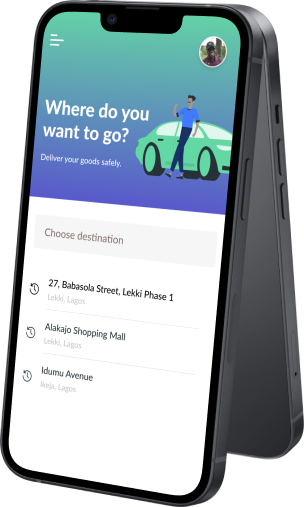 Where do you
want to go?
Deliver your goods safely.
Choose destination
27, Babasola Street, Lekki Phase 1
Lekki, Lagos
Alakajo Shopping Mall
Lekki, Lagos
Idumu Avenue
Ikeja, Lagos